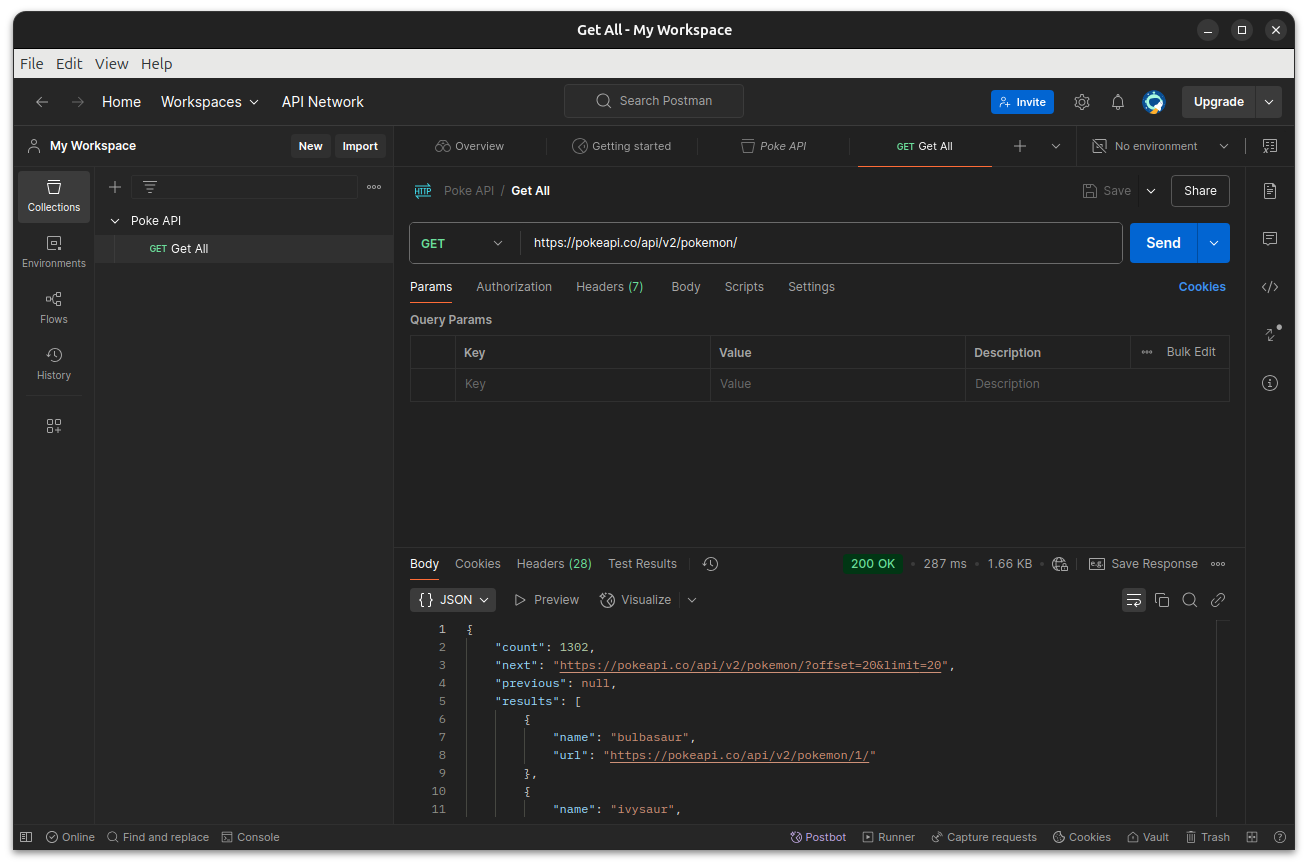 Get All - My Workspace
File Edit View Help
Home Workspaces API Network Search Postman Invite Upgrade
My Workspace New Import Overview Getting started Poke API GET Get All No environment
Collections
Environments
Flows
History
Poke API
GET Get All
HTTP Poke API / Get All Save Share
GET https://pokeapi.co/api/v2/pokemon/ Send
Params Authorization Headers (7) Body Scripts Settings Cookies
Query Params
Key Value Description Bulk Edit
Key Value Description
Body Cookies Headers (28) Test Results 200 OK 287 ms 1.66 KB e.g. Save Response
{} JSON Preview Visualize
1 {
2 "count": 1302,
3 "next": "https://pokeapi.co/api/v2/pokemon/?offset=20&limit=20",
4 "previous": null,
5 "results": [
6 {
7 "name": "bulbasaur",
8 "url": "https://pokeapi.co/api/v2/pokemon/1/"
9 },
10 {
11 "name": "ivysaur",
Online Find and replace Console Postbot Runner Capture requests Cookies Vault Trash